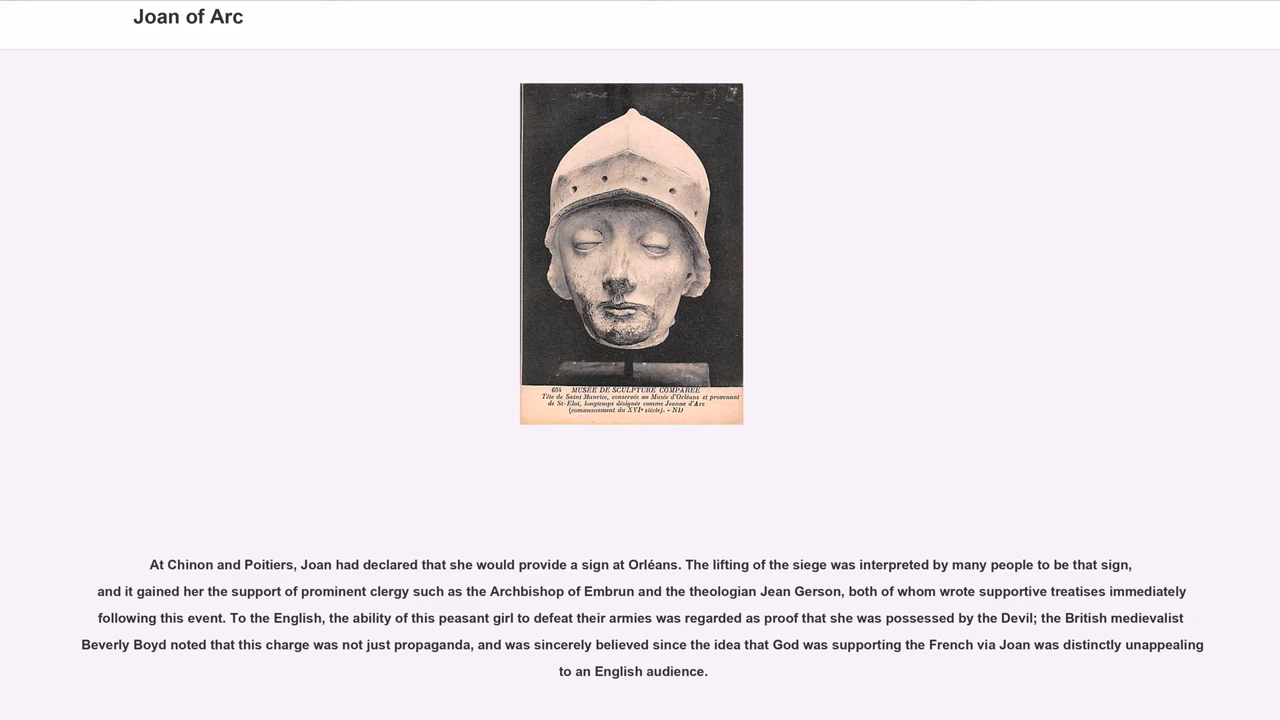 Joan of Arc
604 MUSÉE DE SCULPTURE COMPARÉE
Tête de Saint Maurice, conservée au Musée d'Orléans et provenant
de St-Eloi, longtemps désignée comme Jeanne d'Arc
(commencement du XVIe siècle). - ND
At Chinon and Poitiers, Joan had declared that she would provide a sign at Orléans. The lifting of the siege was interpreted by many people to be that sign,
and it gained her the support of prominent clergy such as the Archbishop of Embrun and the theologian Jean Gerson, both of whom wrote supportive treatises immediately
following this event. To the English, the ability of this peasant girl to defeat their armies was regarded as proof that she was possessed by the Devil; the British medievalist
Beverly Boyd noted that this charge was not just propaganda, and was sincerely believed since the idea that God was supporting the French via Joan was distinctly unappealing
to an English audience.